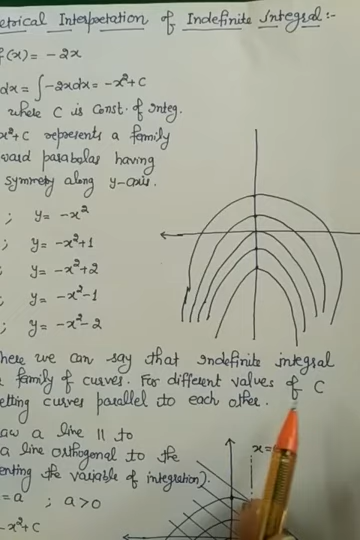 etrical Interpretation of Indefinite Integral:-
f(x) = -2x
dx = ∫-2xdx = -x²+C
where C is const. of integ.
x²+C represents a family
ward parabolas having
symmetry along y-axis.
; y = -x²
; y = -x²+1
; y = -x²+2
; y = -x²-1
; y = -x²-2
here we can say that indefinite integral
family of curves. For different values of C
etting curves parallel to each other.
aw a line || to
a line orthogonal to the
enting the variable of integration).
= a ; a>0
-x²+C
x=